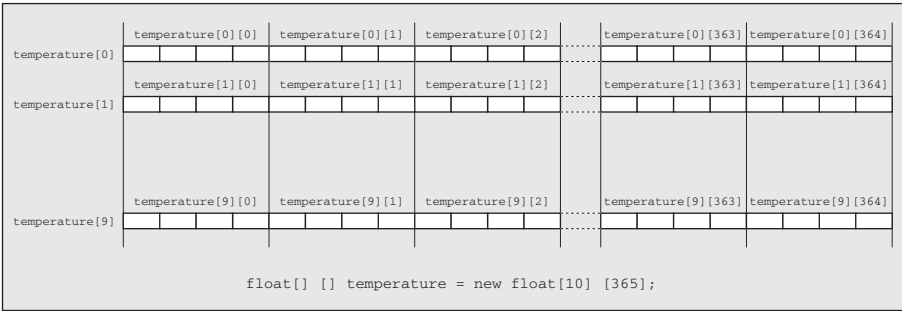 temperature[0][0] temperature[0][1] temperature[0][2] temperature[0][363] temperature[0][364]
temperature[0]
temperature[1][0] temperature[1][1] temperature[1][2] temperature[1][363] temperature[1][364]
temperature[1]
temperature[9][0] temperature[9][1] temperature[9][2] temperature[9][363] temperature[9][364]
temperature[9]
float[] [] temperature = new float[10] [365];